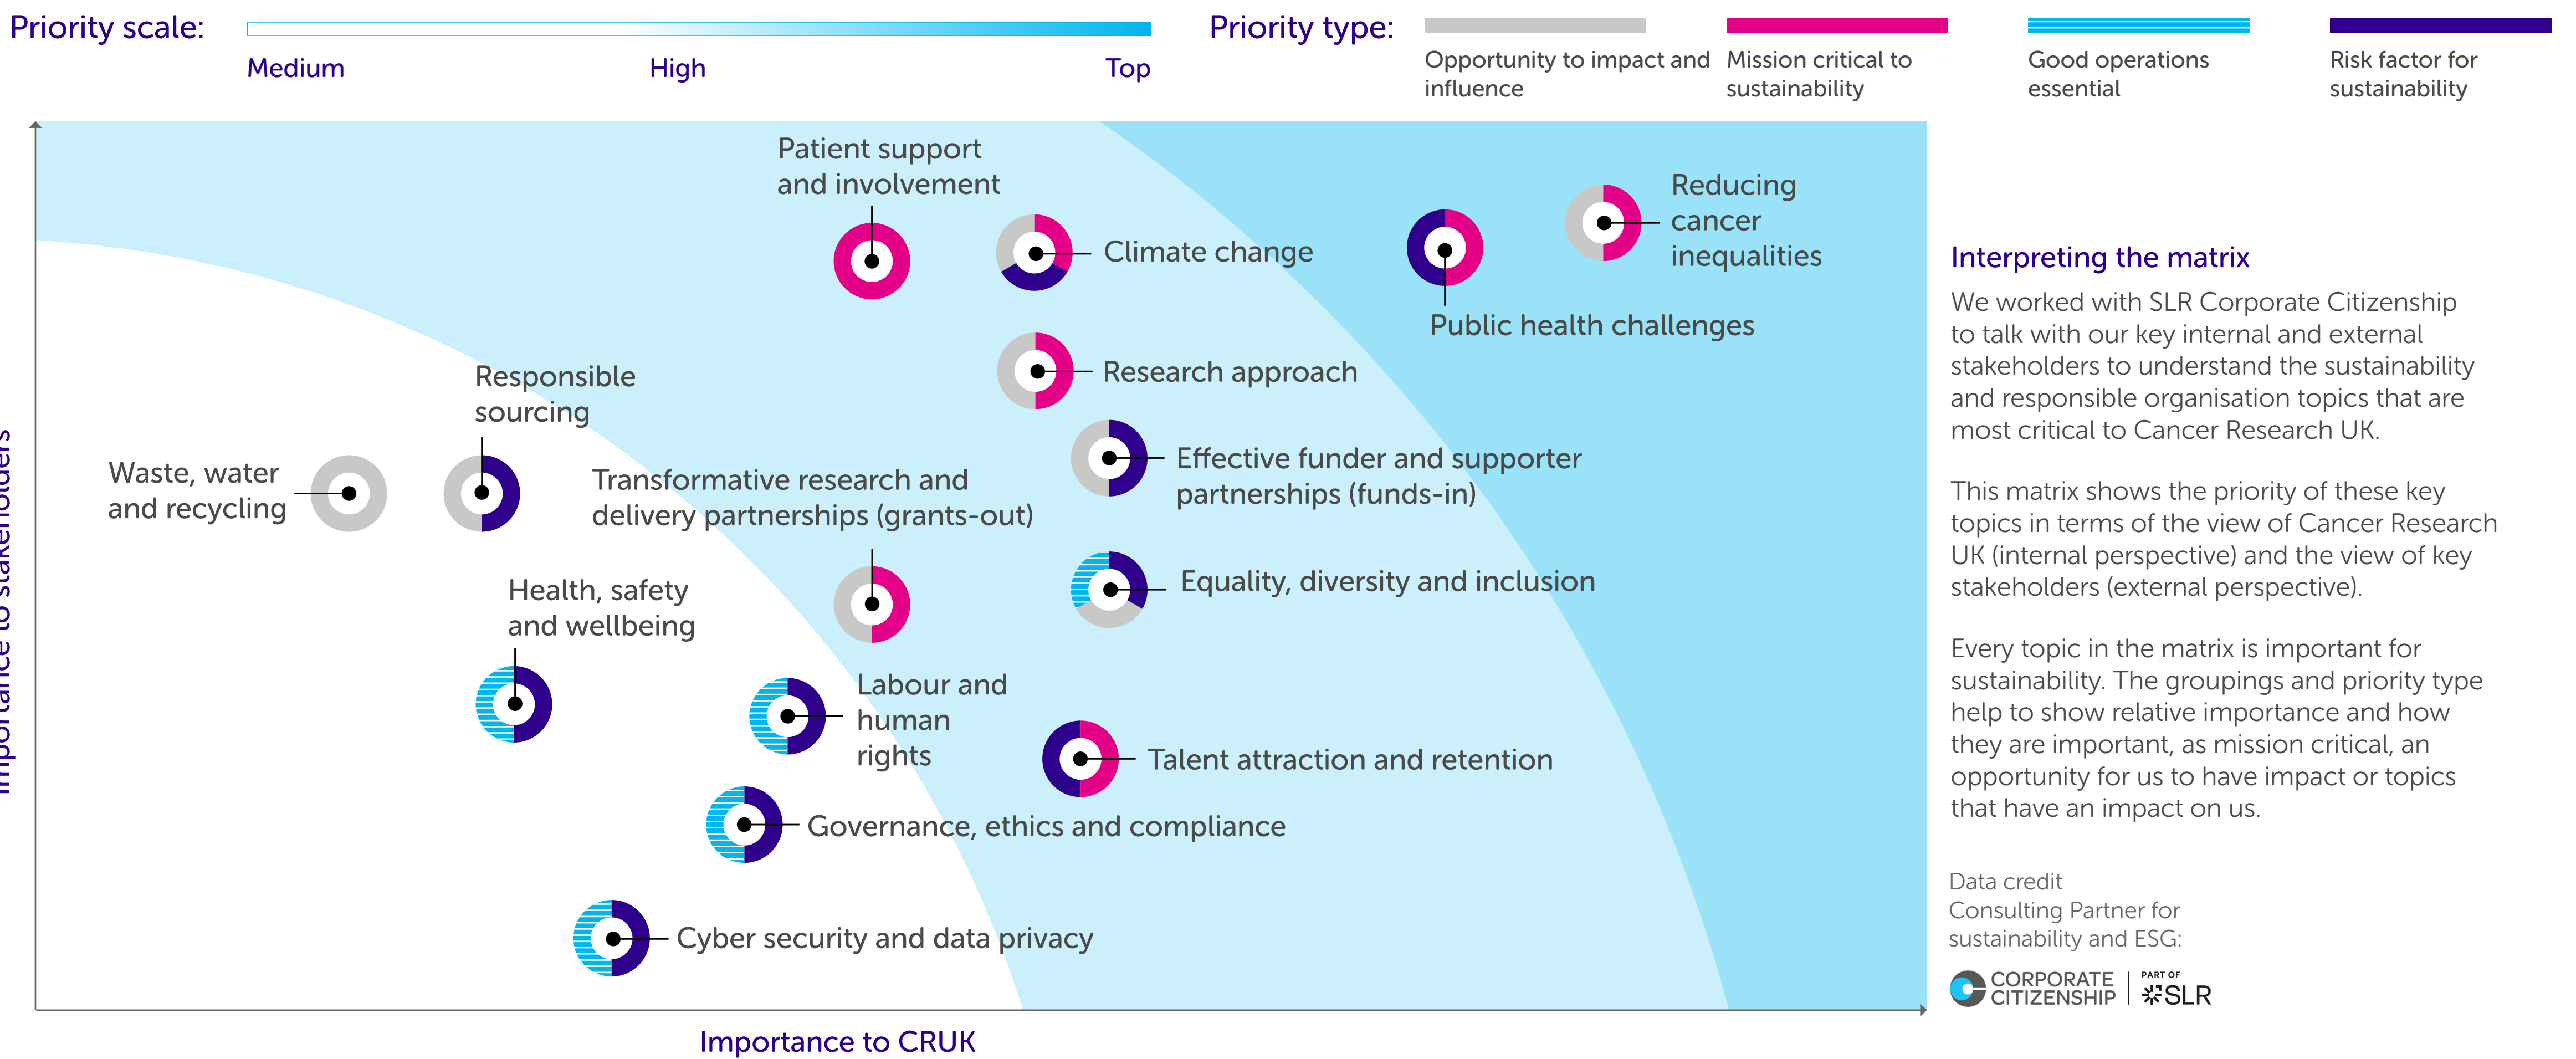 Priority scale:
Medium
High
Top
Priority type:
Opportunity to impact and
influence
Mission critical to
sustainability
Good operations
essential
Risk factor for
sustainability
Importance to stakeholders
Patient support
and involvement
Climate change
Reducing
cancer
inequalities
Public health challenges
Research approach
Responsible
sourcing
Waste, water
and recycling
Effective funder and supporter
partnerships (funds-in)
Transformative research and
delivery partnerships (grants-out)
Equality, diversity and inclusion
Health, safety
and wellbeing
Labour and
human
rights
Talent attraction and retention
Governance, ethics and compliance
Cyber security and data privacy
Importance to CRUK
Interpreting the matrix
We worked with SLR Corporate Citizenship
to talk with our key internal and external
stakeholders to understand the sustainability
and responsible organisation topics that are
most critical to Cancer Research UK.
This matrix shows the priority of these key
topics in terms of the view of Cancer Research
UK (internal perspective) and the view of key
stakeholders (external perspective).
Every topic in the matrix is important for
sustainability. The groupings and priority type
help to show relative importance and how
they are important, as mission critical, an
opportunity for us to have impact or topics
that have an impact on us.
Data credit
Consulting Partner for
sustainability and ESG:
CORPORATE
CITIZENSHIP
PART OF
SLR